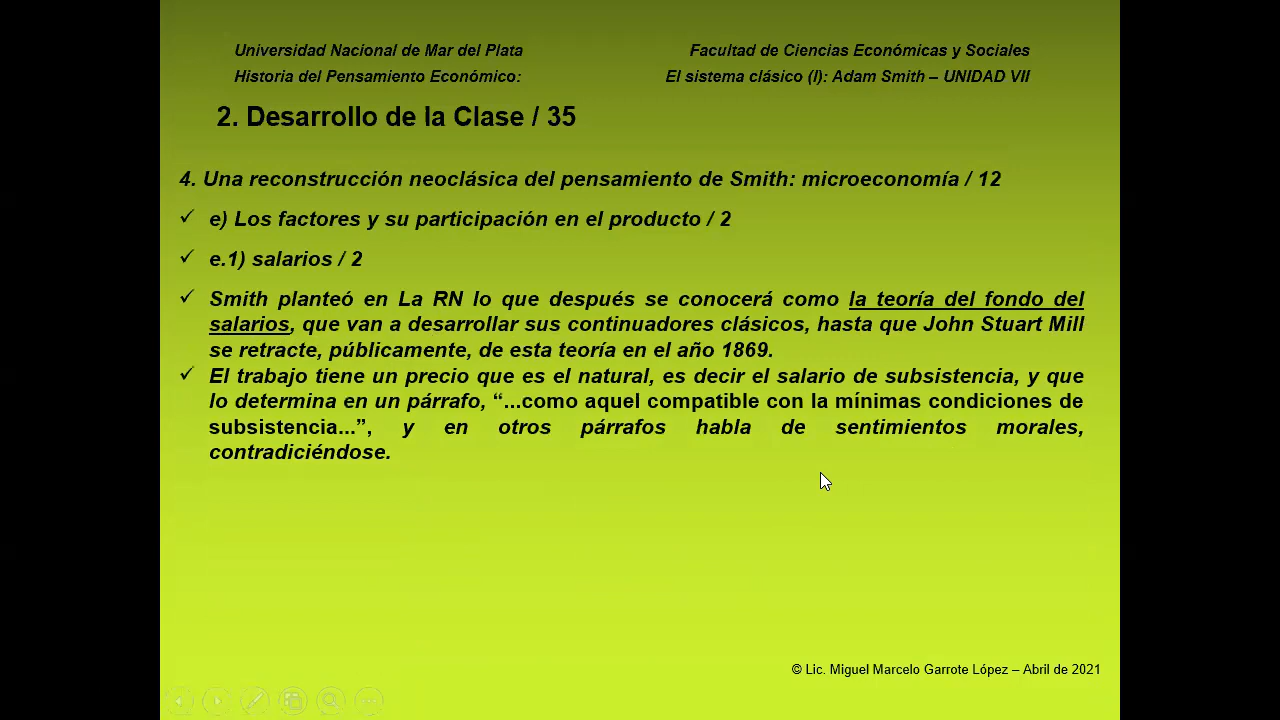 Universidad Nacional de Mar del Plata Facultad de Ciencias Económicas y Sociales
Historia del Pensamiento Económico: El sistema clásico (I): Adam Smith – UNIDAD VII
2. Desarrollo de la Clase / 35
4. Una reconstrucción neoclásica del pensamiento de Smith: microeconomía / 12
✓ e) Los factores y su participación en el producto / 2
✓ e.1) salarios / 2
✓ Smith planteó en La RN lo que después se conocerá como la teoría del fondo del
salarios, que van a desarrollar sus continuadores clásicos, hasta que John Stuart Mill
se retracte, públicamente, de esta teoría en el año 1869.
✓ El trabajo tiene un precio que es el natural, es decir el salario de subsistencia, y que
lo determina en un párrafo, “...como aquel compatible con la mínimas condiciones de
subsistencia...”, y en otros párrafos habla de sentimientos morales,
contradiciéndose.
© Lic. Miguel Marcelo Garrote López – Abril de 2021